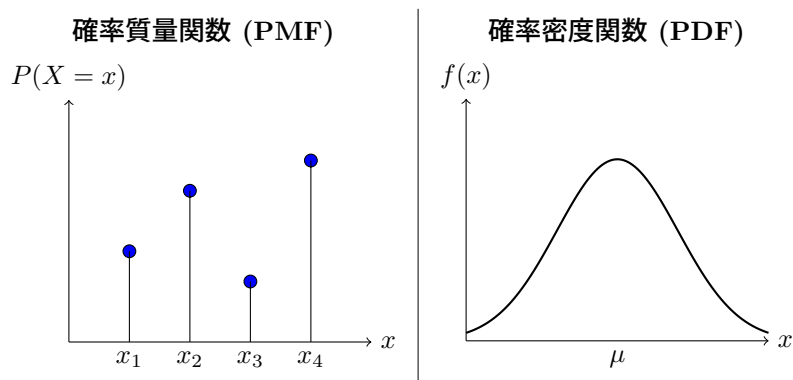 確率質量関数 (PMF)
P(X = x)
x
x₁ x₂ x₃ x₄
確率密度関数 (PDF)
f(x)
x
μ